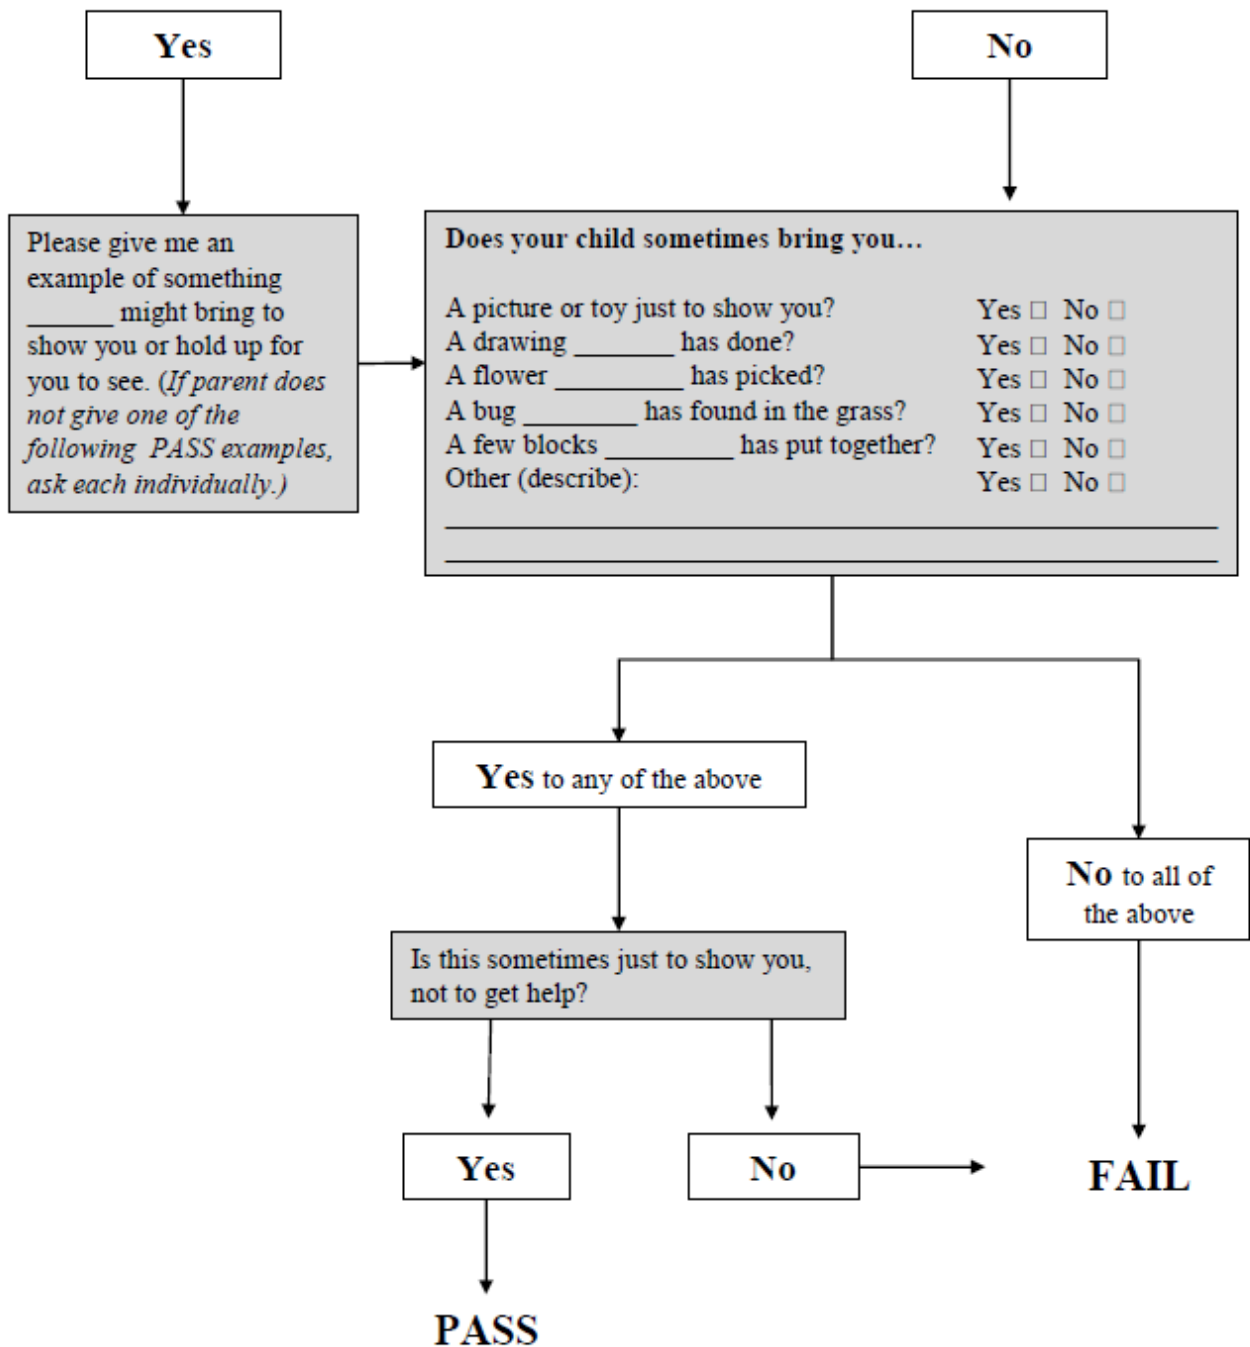 Yes
No
Please give me an
example of something
______ might bring to
show you or hold up for
you to see. (If parent does
not give one of the
following PASS examples,
ask each individually.)
Does your child sometimes bring you…
A picture or toy just to show you? Yes □ No □
A drawing _______ has done? Yes □ No □
A flower _________ has picked? Yes □ No □
A bug ________ has found in the grass? Yes □ No □
A few blocks _________ has put together? Yes □ No □
Other (describe): Yes □ No □
Yes to any of the above
No to all of
the above
Is this sometimes just to show you,
not to get help?
Yes
No
FAIL
PASS